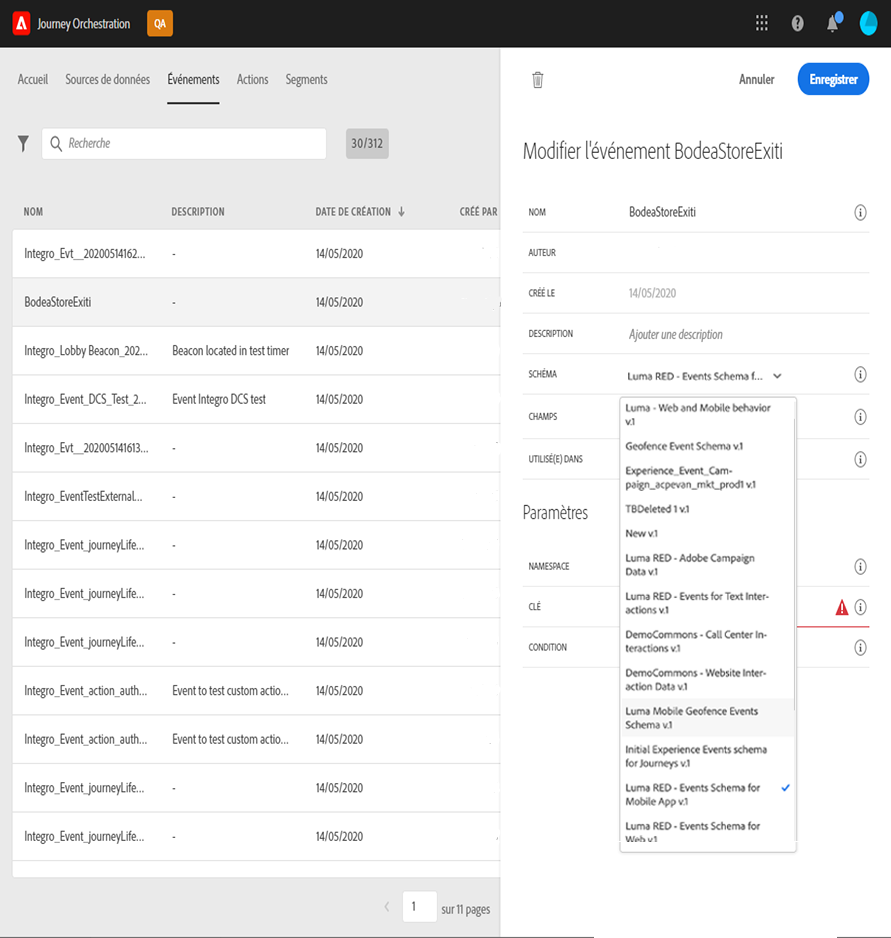 Journey Orchestration QA
Accueil Sources de données Événements Actions Segments
Recherche 30/312
NOM DESCRIPTION DATE DE CRÉATION CRÉÉ PAR
Integro_Evt__20200514162... - 14/05/2020
BodeaStoreExiti - 14/05/2020
Integro_Lobby Beacon_202... Beacon located in test timer 14/05/2020
Integro_Event_DCS_Test_2... Event Integro DCS test 14/05/2020
Integro_Evt__202005141613... - 14/05/2020
Integro_EventTestExternal... - 14/05/2020
Integro_Event_journeyLife... - 14/05/2020
Integro_Event_journeyLife... - 14/05/2020
Integro_Event_journeyLife... - 14/05/2020
Integro_Event_action_auth... Event to test custom actio... 14/05/2020
Integro_Event_action_auth... Event to test custom actio... 14/05/2020
Integro_Event_journeyLife... - 14/05/2020
Integro_Event_journeyLife... - 14/05/2020
1 sur 11 pages
Annuler Enregistrer
Modifier l'événement BodeaStoreExiti
NOM BodeaStoreExiti
AUTEUR
CRÉÉ LE 14/05/2020
DESCRIPTION Ajouter une description
SCHÉMA Luma RED - Events Schema f...
CHAMPS
UTILISÉ(E) DANS
Paramètres
NAMESPACE
CLÉ
CONDITION
Luma - Web and Mobile behavior
v.1
Geofence Event Schema v.1
Experience_Event_Cam-
paign_acpevan_mkt_prod1 v.1
TBDeleted 1 v.1
New v.1
Luma RED - Adobe Campaign
Data v.1
Luma RED - Events for Text Inter-
actions v.1
DemoCommons - Call Center In-
teractions v.1
DemoCommons - Website Inter-
action Data v.1
Luma Mobile Geofence Events
Schema v.1
Initial Experience Events schema
for Journeys v.1
Luma RED - Events Schema for
Mobile App v.1
Luma RED - Events Schema for
Web v.1